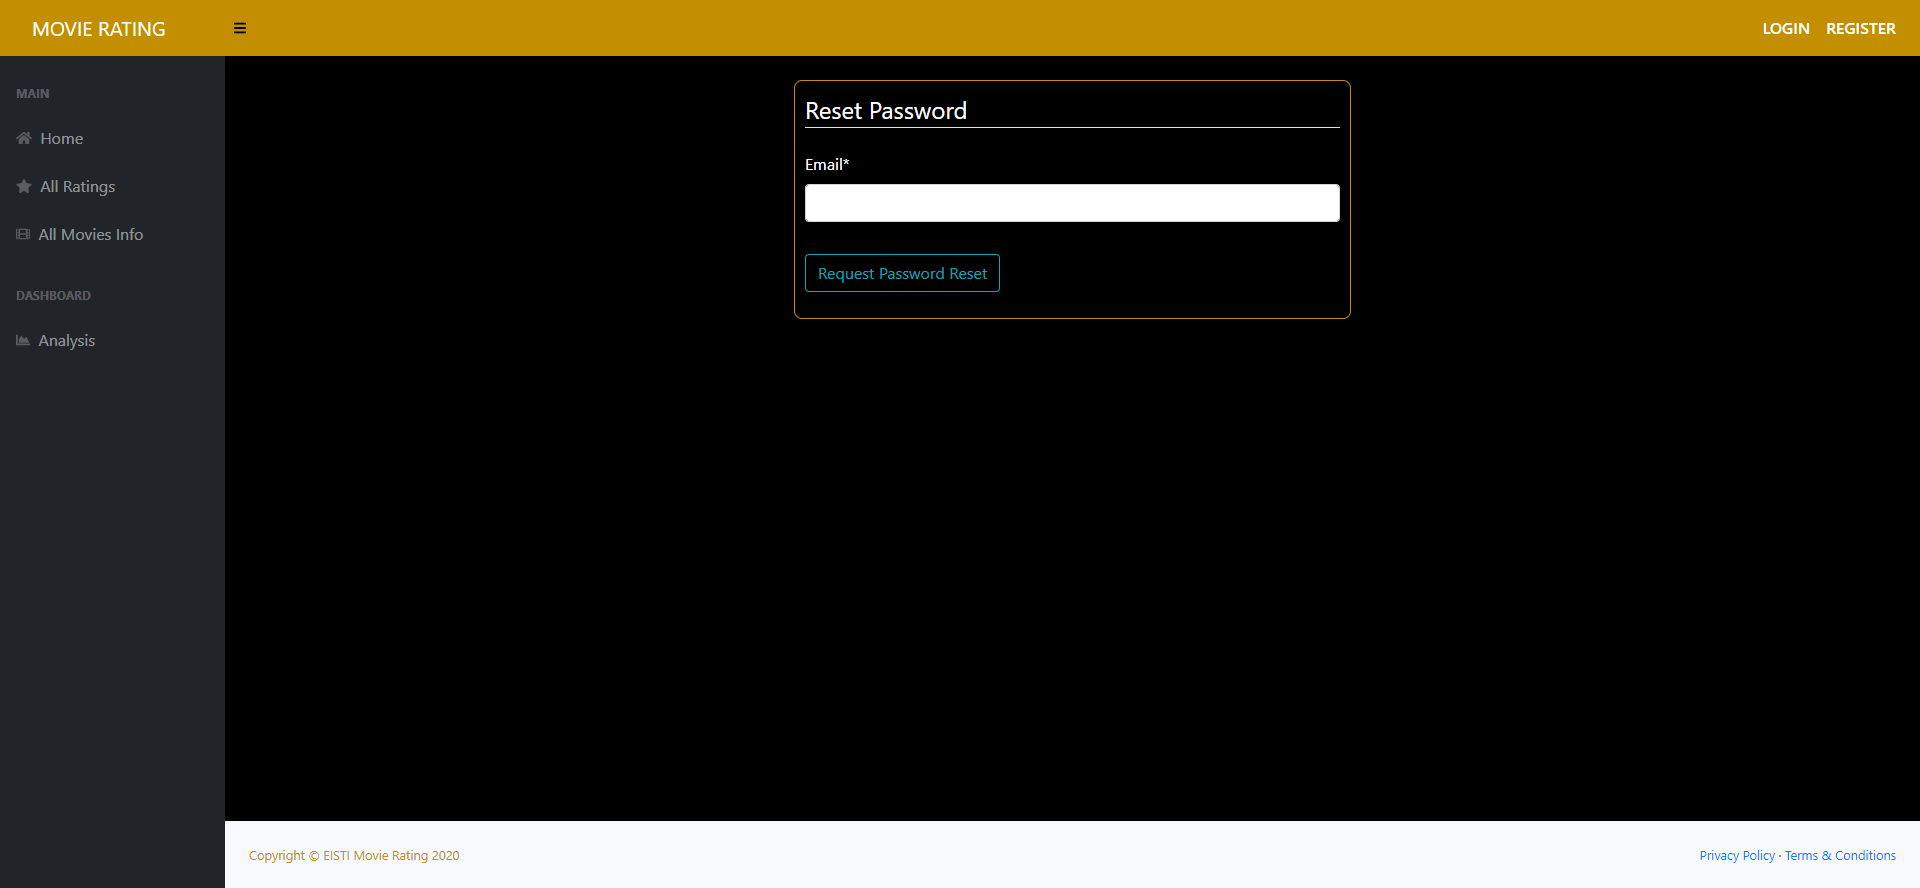 MOVIE RATING
LOGIN REGISTER
MAIN
Home
All Ratings
All Movies Info
DASHBOARD
Analysis
Reset Password
Email*
Request Password Reset
Copyright © EISTI Movie Rating 2020
Privacy Policy · Terms & Conditions